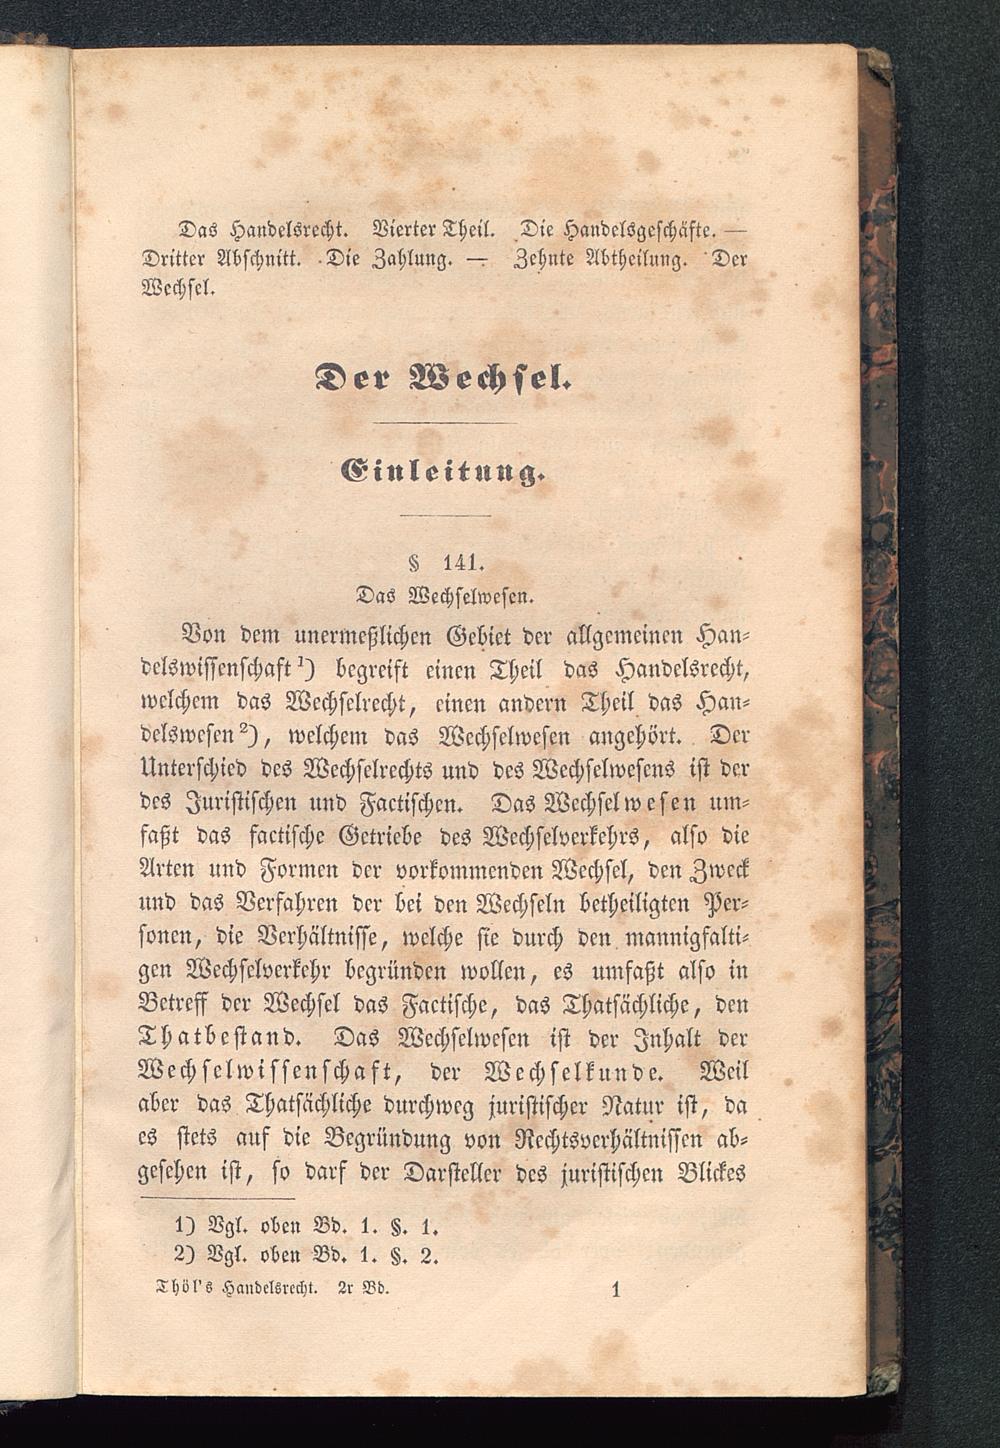 Das Handelsrecht. Vierter Theil. Die Handelsgeschäfte. —
Dritter Abschnitt. Die Zahlung. — Zehnte Abtheilung. Der
Wechsel.
Der Wechsel.
Einleitung.
§ 141.
Das Wechselwesen.
Von dem unermeßlichen Gebiet der allgemeinen Han-
delswissenschaft 1) begreift einen Theil das Handelsrecht,
welchem das Wechselrecht, einen andern Theil das Han-
delswesen 2), welchem das Wechselwesen angehört. Der
Unterschied des Wechselrechts und des Wechselwesens ist der
des Juristischen und Factischen. Das Wechselwesen um-
faßt das factische Getriebe des Wechselverkehrs, also die
Arten und Formen der vorkommenden Wechsel, den Zweck
und das Verfahren der bei den Wechseln betheiligten Per-
sonen, die Verhältnisse, welche sie durch den mannigfalti-
gen Wechselverkehr begründen wollen, es umfaßt also in
Betreff der Wechsel das Factische, das Thatsächliche, den
Thatbestand. Das Wechselwesen ist der Inhalt der
Wechselwissenschaft, der Wechselkunde. Weil
aber das Thatsächliche durchweg juristischer Natur ist, da
es stets auf die Begründung von Rechtsverhältnissen ab-
gesehen ist, so darf der Darsteller des juristischen Blickes
1) Vgl. oben Bd. 1. §. 1.
2) Vgl. oben Bd. 1. §. 2.
Thöl's Handelsrecht. 2r Bd. 1